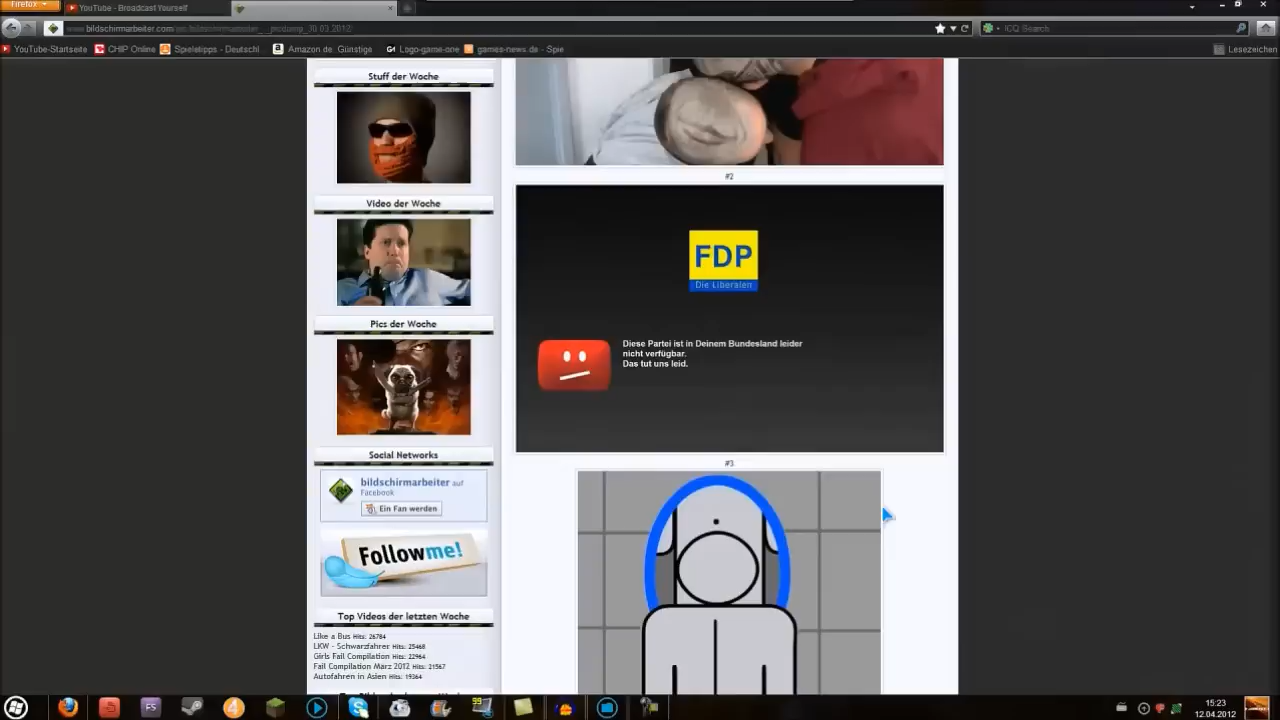 Firefox
YouTube - Broadcast Yourself
www.bildschirmarbeiter.com
ICQ Search
YouTube-Startseite
CHIP Online
Spieletipps - Deutschl
Amazon.de: Günstige
Logo-game-one
games-news.de - Spie
Lesezeichen
Stuff der Woche
Video der Woche
Pics der Woche
Social Networks
bildschirmarbeiter auf
Facebook
Ein Fan werden
Followme!
Top Videos der letzten Woche
Like a Bus Hits: 26784
LKW - Schwarzfahrer Hits: 25468
Girls Fail Compilation Hits: 22964
Fail Compilation März 2012 Hits: 21567
Autofahren in Asien Hits: 19364
#2
FDP
Die Liberalen
Diese Partei ist in Deinem Bundesland leider
nicht verfügbar.
Das tut uns leid.
#3
15:23
12.04.2012